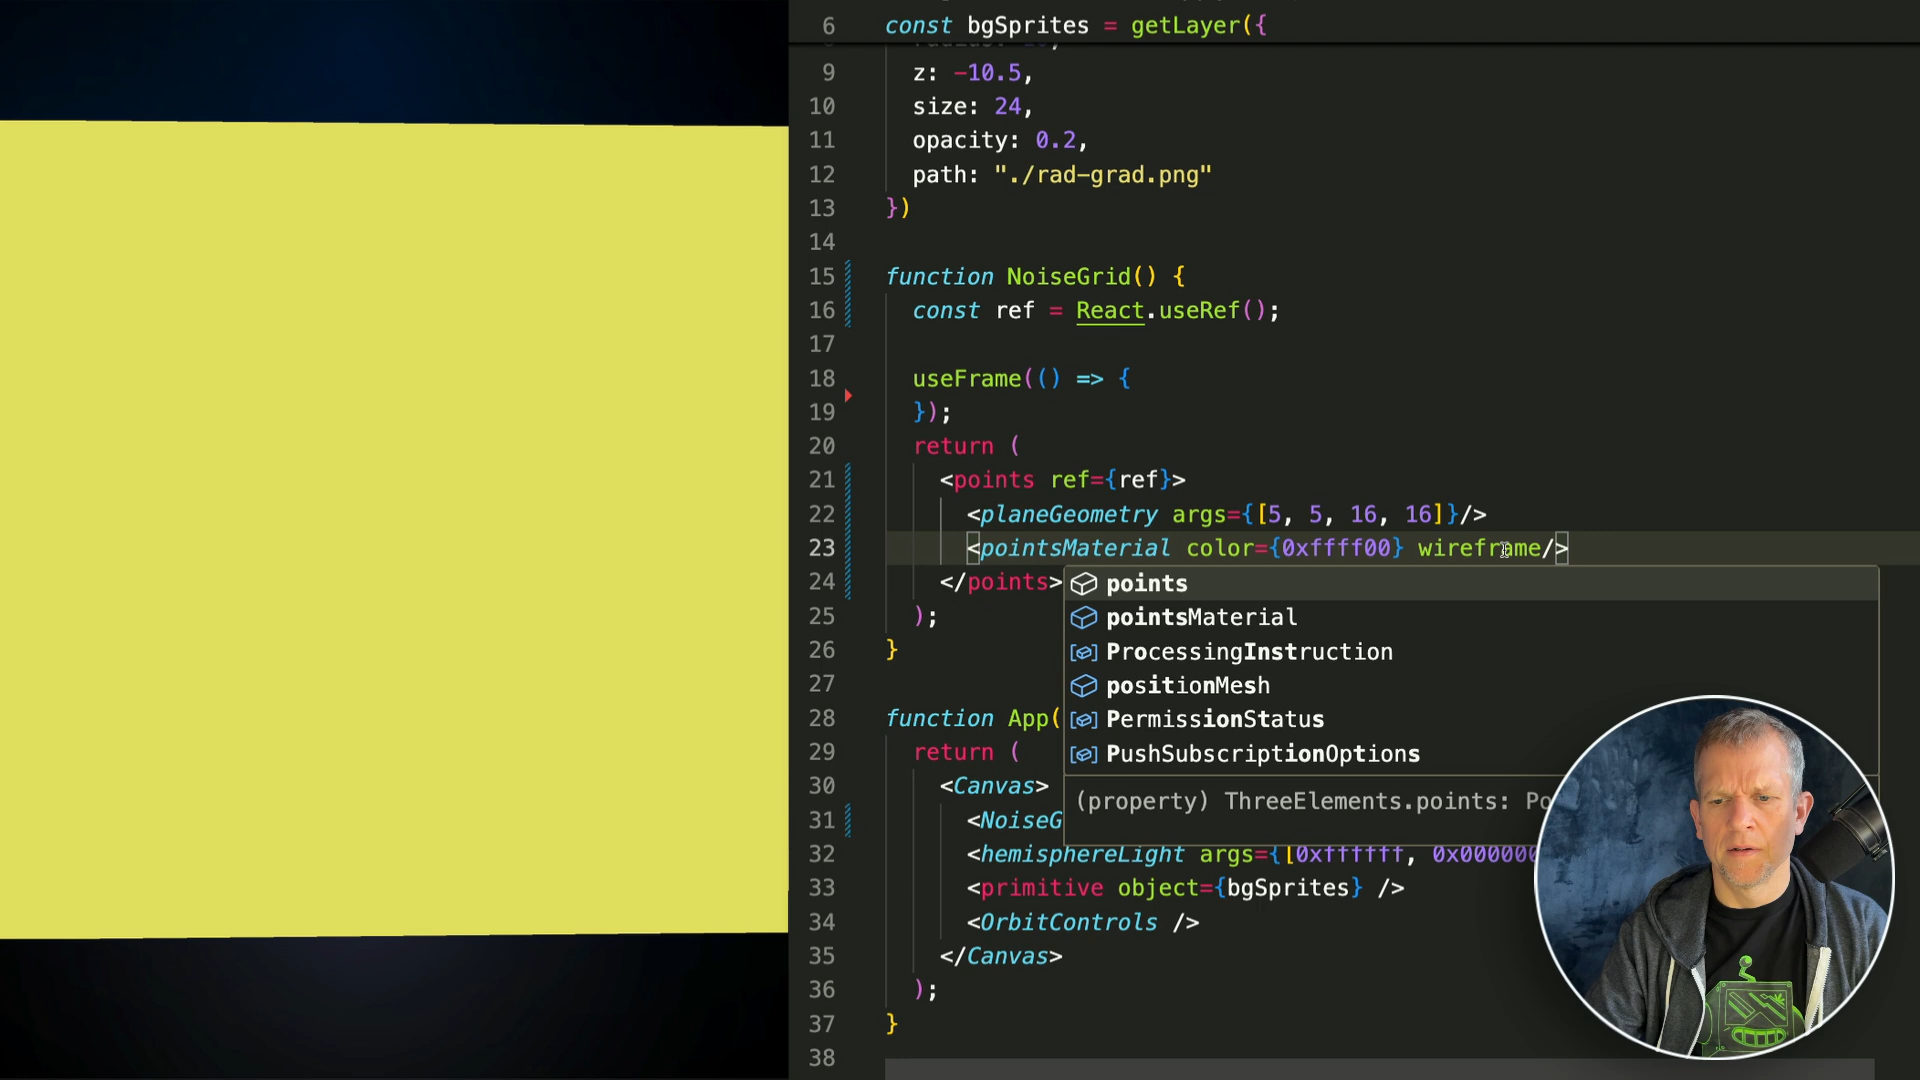 6 const bgSprites = getLayer({
9 z: -10.5,
10 size: 24,
11 opacity: 0.2,
12 path: "./rad-grad.png"
13 })
14
15 function NoiseGrid() {
16 const ref = React.useRef();
17
18 useFrame(() => {
19 });
20 return (
21 <points ref={ref}>
22 <planeGeometry args={[5, 5, 16, 16]}/>
23 <pointsMaterial color={0xffff00} wireframe/>
24 </points>
points
25 );
pointsMaterial
26 }
ProcessingInstruction
27
positionMesh
28 function App(
PermissionStatus
29 return (
PushSubscriptionOptions
30 <Canvas>
(property) ThreeElements.points: Po
31 <NoiseG
32 <hemisphereLight args={[0xffffff, 0x000000
33 <primitive object={bgSprites} />
34 <OrbitControls />
35 </Canvas>
36 );
37 }
38